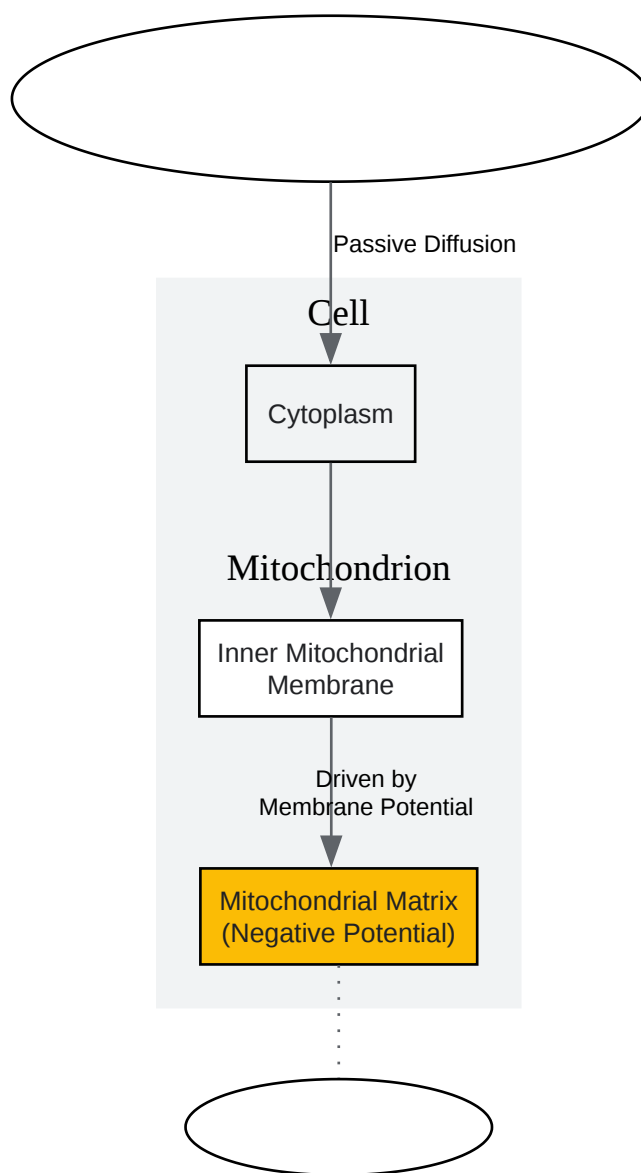 Passive Diffusion
Cell
Cytoplasm
Mitochondrion
Inner Mitochondrial
Membrane
Driven by
Membrane Potential
Mitochondrial Matrix
(Negative Potential)